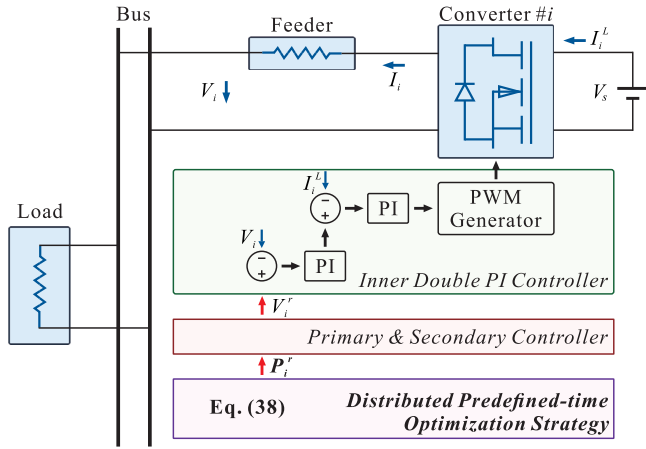 Bus
Feeder
Converter #i
I_i^L
I_i
V_i
V_s
Load
I_i^L
−
+
PI
PWM
Generator
V_i
−
+
PI
Inner Double PI Controller
V_i^r
Primary & Secondary Controller
P_i^r
Eq. (38)
Distributed Predefined-time
Optimization Strategy